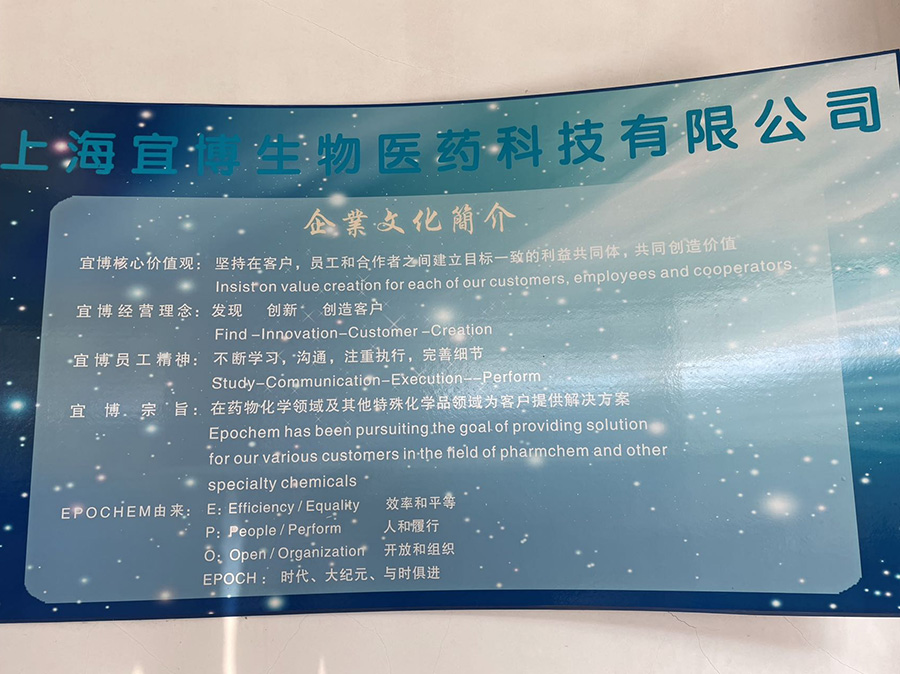 上海宜博生物医药科技有限公司
企業文化簡介
宜博核心价值观：坚持在客户，员工和合作者之间建立目标一致的利益共同体，共同创造价值
Insist on value creation for each of our customers, employees and cooperators.
宜博经营理念：发现 创新 创造客户
Find-Innovation-Customer-Creation
宜博员工精神：不断学习，沟通，注重执行，完善细节
Study-Communication-Execution--Perform
宜博宗旨：在药物化学领域及其他特殊化学品领域为客户提供解决方案
Epochem has been pursuiting the goal of providing solution
for our various customers in the field of pharmchem and other
specialty chemicals
EPOCHEM由来：E：Efficiency / Equality 效率和平等
P：People / Perform 人和履行
O：Open / Organization 开放和组织
EPOCH：时代、大纪元、与时俱进